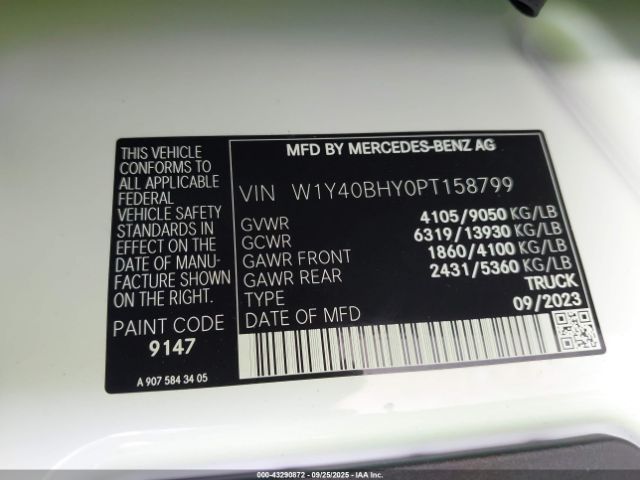 THIS VEHICLE
CONFORMS TO
ALL APPLICABLE
FEDERAL
VEHICLE SAFETY
STANDARDS IN
EFFECT ON THE
DATE OF MANU-
FACTURE SHOWN
ON THE RIGHT.
PAINT CODE
9147
A 907 584 34 05
MFD BY MERCEDES-BENZ AG
VIN W1Y40BHY0PT158799
GVWR 4105/9050 KG/LB
GCWR 6319/13930 KG/LB
GAWR FRONT 1860/4100 KG/LB
GAWR REAR 2431/5360 KG/LB
TYPE TRUCK
DATE OF MFD 09/2023
000-43290872 - 09/25/2025 - IAA Inc.